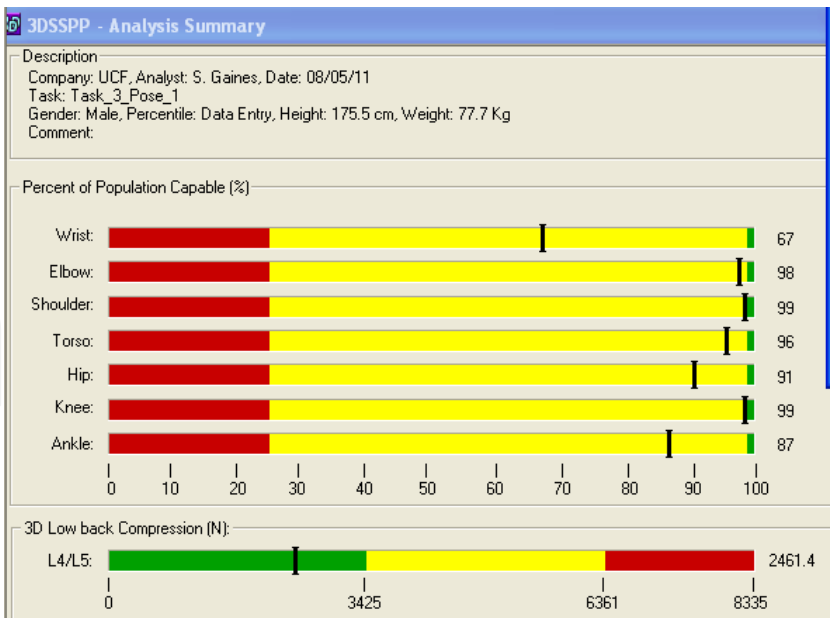 3DSSPP - Analysis Summary
Description
Company: UCF, Analyst: S. Gaines, Date: 08/05/11
Task: Task_3_Pose_1
Gender: Male, Percentile: Data Entry, Height: 175.5 cm, Weight: 77.7 Kg
Comment:
Percent of Population Capable (%)
Wrist: 67
Elbow: 98
Shoulder: 99
Torso: 96
Hip: 91
Knee: 99
Ankle: 87
0 10 20 30 40 50 60 70 80 90 100
3D Low back Compression (N):
L4/L5: 2461.4
0 3425 6361 8335